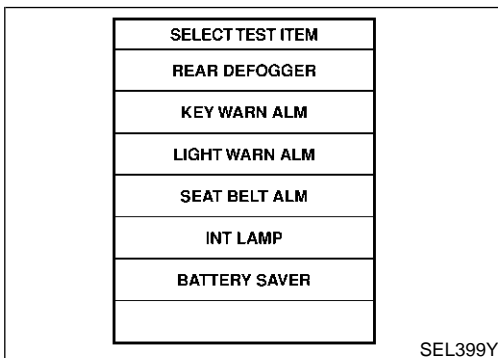 SELECT TEST ITEM
REAR DEFOGGER
KEY WARN ALM
LIGHT WARN ALM
SEAT BELT ALM
INT LAMP
BATTERY SAVER
SEL399Y